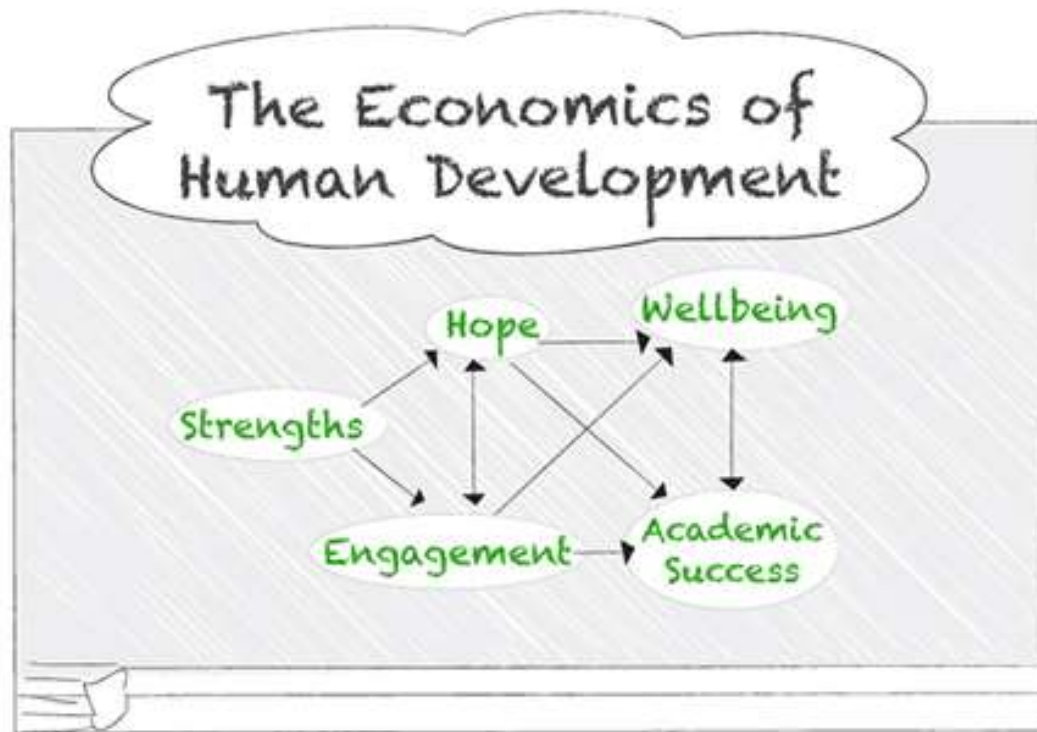 The Economics of
Human Development
Hope
Wellbeing
Strengths
Engagement
Academic
Success